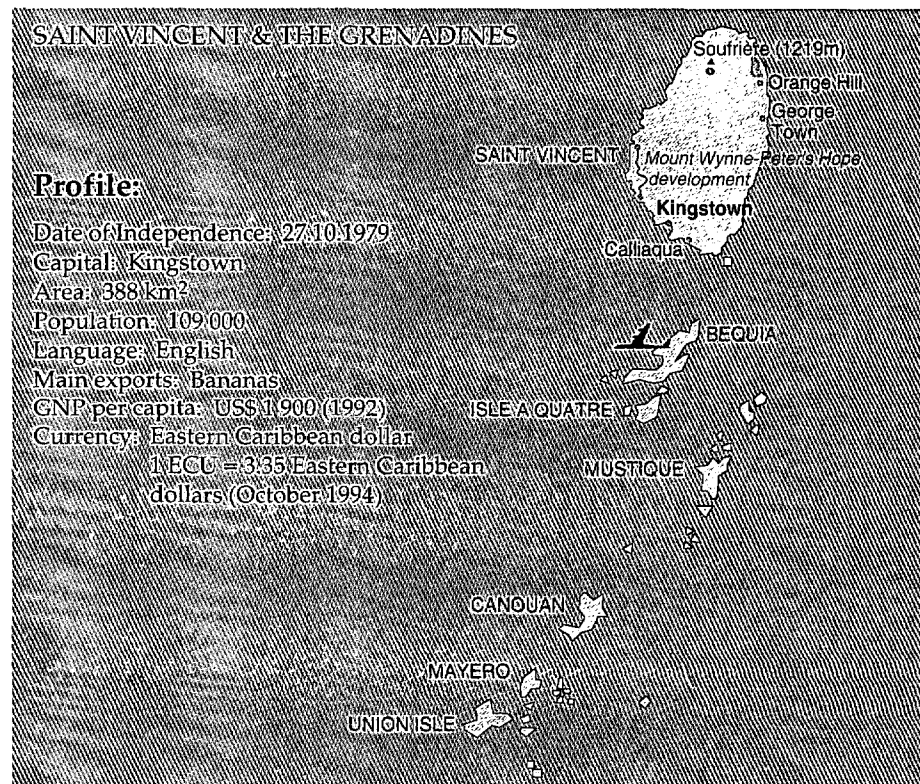 SAINT VINCENT & THE GRENADINES
Soufriete (1219m)
Orange Hill
George
Town
SAINT VINCENT
Mount Wynne-Peter's Hope
development
Kingstown
Calliaqua
Profile:
Date of Independence: 27.10.1979
Capital: Kingstown
Area: 388 km²
Population: 109 000
Language: English
Main exports: Bananas
GNP per capita: US$ 1,900 (1992)
Currency: Eastern Caribbean dollar
1 ECU = 3.35 Eastern Caribbean
dollars (October 1994)
BEQUIA
ISLE A QUATRE
MUSTIQUE
CANOUAN
MAYERO
UNION ISLE